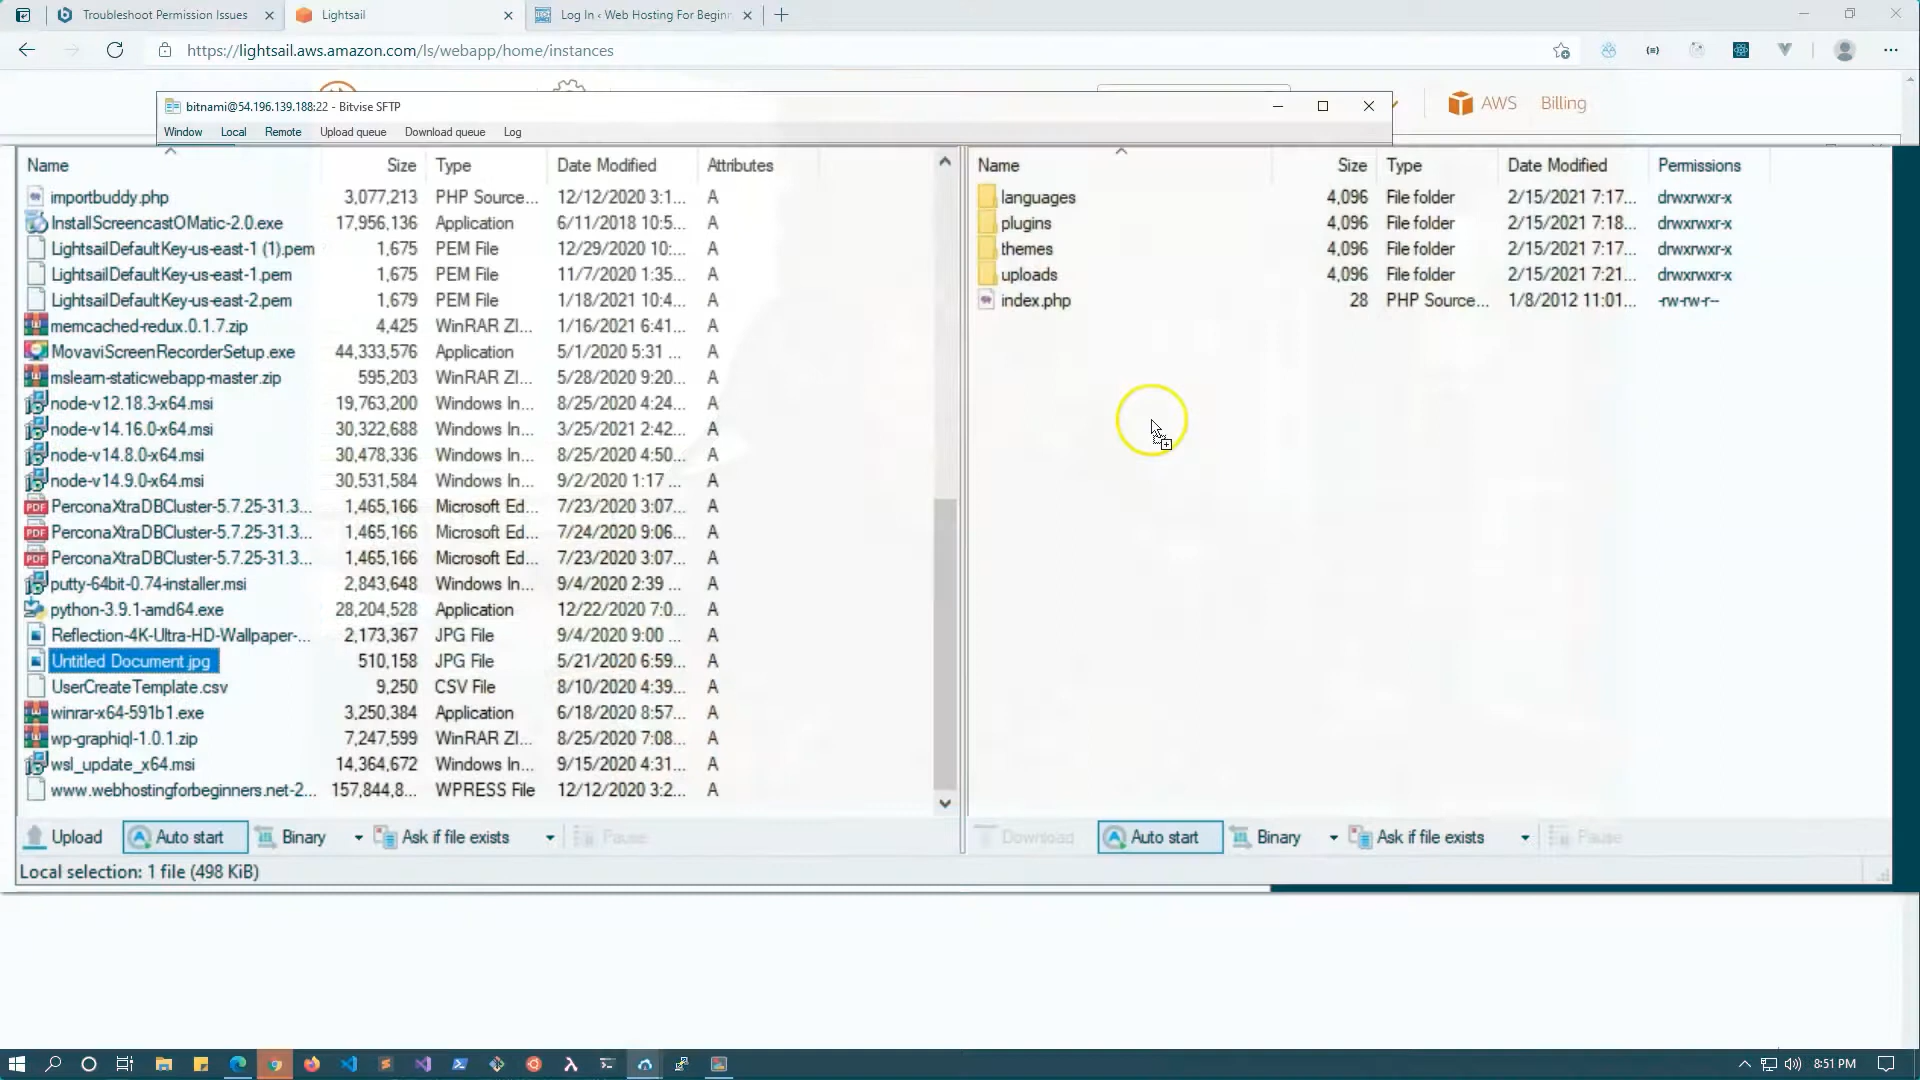 Troubleshoot Permission Issues
Lightsail
Log In ‹ Web Hosting For Beginn
https://lightsail.aws.amazon.com/ls/webapp/home/instances
bitnami@54.196.139.188:22 - Bitvise SFTP
AWS
Billing
Window Local Remote Upload queue Download queue Log
Name Size Type Date Modified Attributes
importbuddy.php 3,077,213 PHP Source... 12/12/2020 3:1... A
InstallScreencastOMatic-2.0.exe 17,956,136 Application 6/11/2018 10:5... A
LightsailDefaultKey-us-east-1 (1).pem 1,675 PEM File 12/29/2020 10:... A
LightsailDefaultKey-us-east-1.pem 1,675 PEM File 11/7/2020 1:35... A
LightsailDefaultKey-us-east-2.pem 1,679 PEM File 1/18/2021 10:4... A
memcached-redux.0.1.7.zip 4,425 WinRAR ZI... 1/16/2021 6:41... A
MovaviScreenRecorderSetup.exe 44,333,576 Application 5/1/2020 5:31 ... A
mslearn-staticwebapp-master.zip 595,203 WinRAR ZI... 5/28/2020 9:20... A
node-v12.18.3-x64.msi 19,763,200 Windows In... 8/25/2020 4:24... A
node-v14.16.0-x64.msi 30,322,688 Windows In... 3/25/2021 2:42... A
node-v14.8.0-x64.msi 30,478,336 Windows In... 8/25/2020 4:50... A
node-v14.9.0-x64.msi 30,531,584 Windows In... 9/2/2020 1:17 ... A
PerconaXtraDBCluster-5.7.25-31.3... 1,465,166 Microsoft Ed... 7/23/2020 3:07... A
PerconaXtraDBCluster-5.7.25-31.3... 1,465,166 Microsoft Ed... 7/24/2020 9:06... A
PerconaXtraDBCluster-5.7.25-31.3... 1,465,166 Microsoft Ed... 7/23/2020 3:07... A
putty-64bit-0.74-installer.msi 2,843,648 Windows In... 9/4/2020 2:39 ... A
python-3.9.1-amd64.exe 28,204,528 Application 12/22/2020 7:0... A
Reflection-4K-Ultra-HD-Wallpaper-... 2,173,367 JPG File 9/4/2020 9:00 ... A
Untitled Document.jpg 510,158 JPG File 5/21/2020 6:59... A
UserCreateTemplate.csv 9,250 CSV File 8/10/2020 4:39... A
winrar-x64-591b1.exe 3,250,384 Application 6/18/2020 8:57... A
wp-graphiql-1.0.1.zip 7,247,599 WinRAR ZI... 8/25/2020 7:08... A
wsl_update_x64.msi 14,364,672 Windows In... 9/15/2020 4:31... A
www.webhostingforbeginners.net-2... 157,844,8... WPRESS File 12/12/2020 3:2... A
Upload Auto start Binary Ask if file exists Pause
Local selection: 1 file (498 KiB)
Name Size Type Date Modified Permissions
languages 4,096 File folder 2/15/2021 7:17... drwxrwxr-x
plugins 4,096 File folder 2/15/2021 7:18... drwxrwxr-x
themes 4,096 File folder 2/15/2021 7:17... drwxrwxr-x
uploads 4,096 File folder 2/15/2021 7:21... drwxrwxr-x
index.php 28 PHP Source... 1/8/2012 11:01... -rw-rw-r--
Download Auto start Binary Ask if file exists Pause
8:51 PM